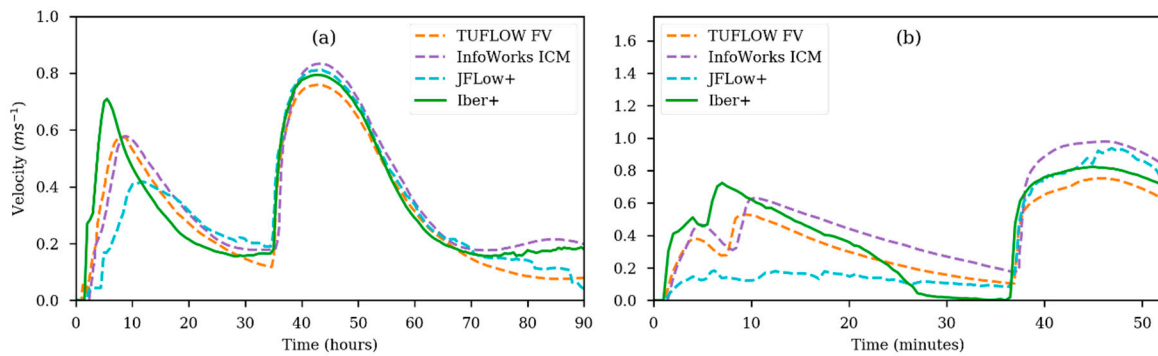 (a)
TUFLOW FV
InfoWorks ICM
JFLow+
Iber+
Velocity (ms⁻¹)
1.0
0.8
0.6
0.4
0.2
0.0
0 10 20 30 40 50 60 70 80 90
Time (hours)
(b)
TUFLOW FV
InfoWorks ICM
JFLow+
Iber+
1.6
1.4
1.2
1.0
0.8
0.6
0.4
0.2
0.0
0 10 20 30 40 50
Time (minutes)